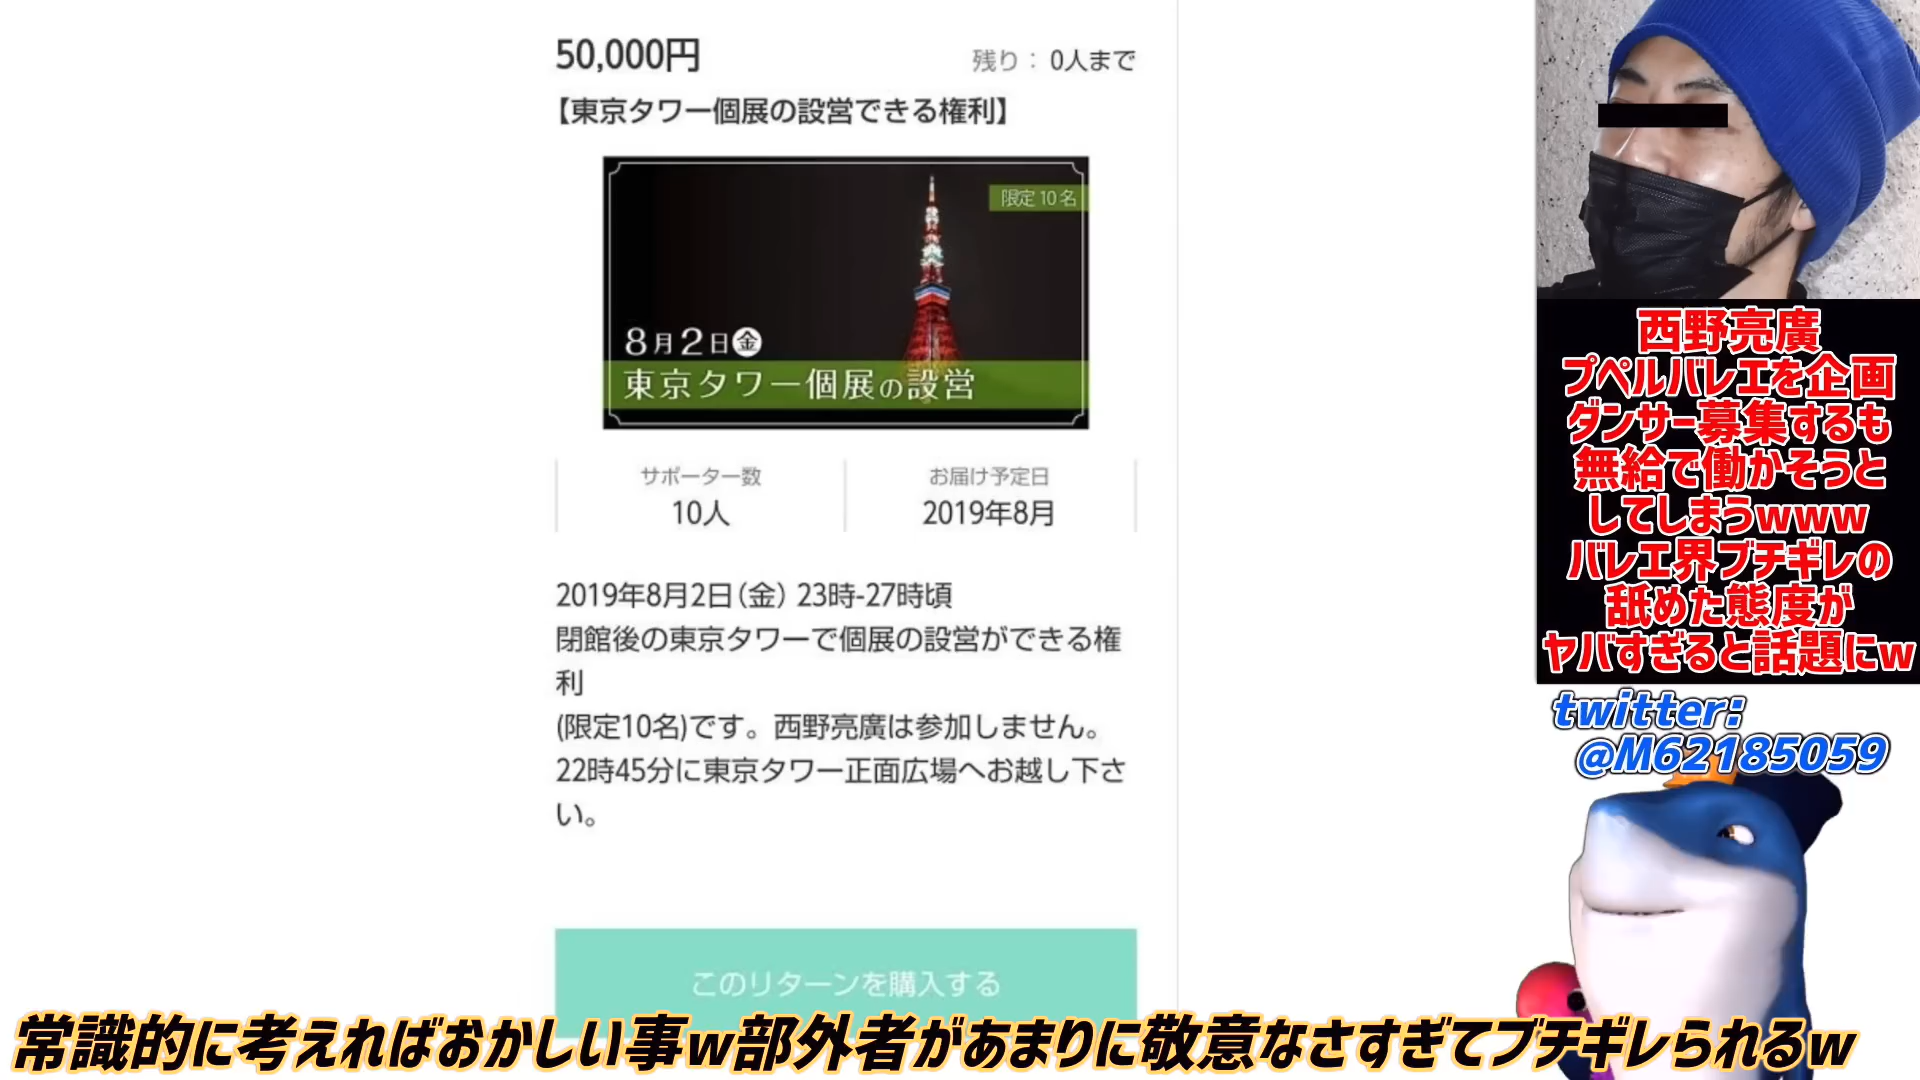 50,000円
残り： 0人まで
【東京タワー個展の設営できる権利】
限定10名
8月2日金
東京タワー個展の設営
サポーター数
10人
お届け予定日
2019年8月
2019年8月2日(金) 23時-27時頃
閉館後の東京タワーで個展の設営ができる権
利
(限定10名)です。西野亮廣は参加しません。
22時45分に東京タワー正面広場へお越し下さ
い。
このリターンを購入する
西野亮廣
プペルバレエを企画
ダンサー募集するも
無給で働かそうと
してしまうwww
バレエ界ブチギレの
舐めた態度が
ヤバすぎると話題にw
twitter:
@M62185059
常識的に考えればおかしい事w部外者があまりに敬意なさすぎてブチギレられるw